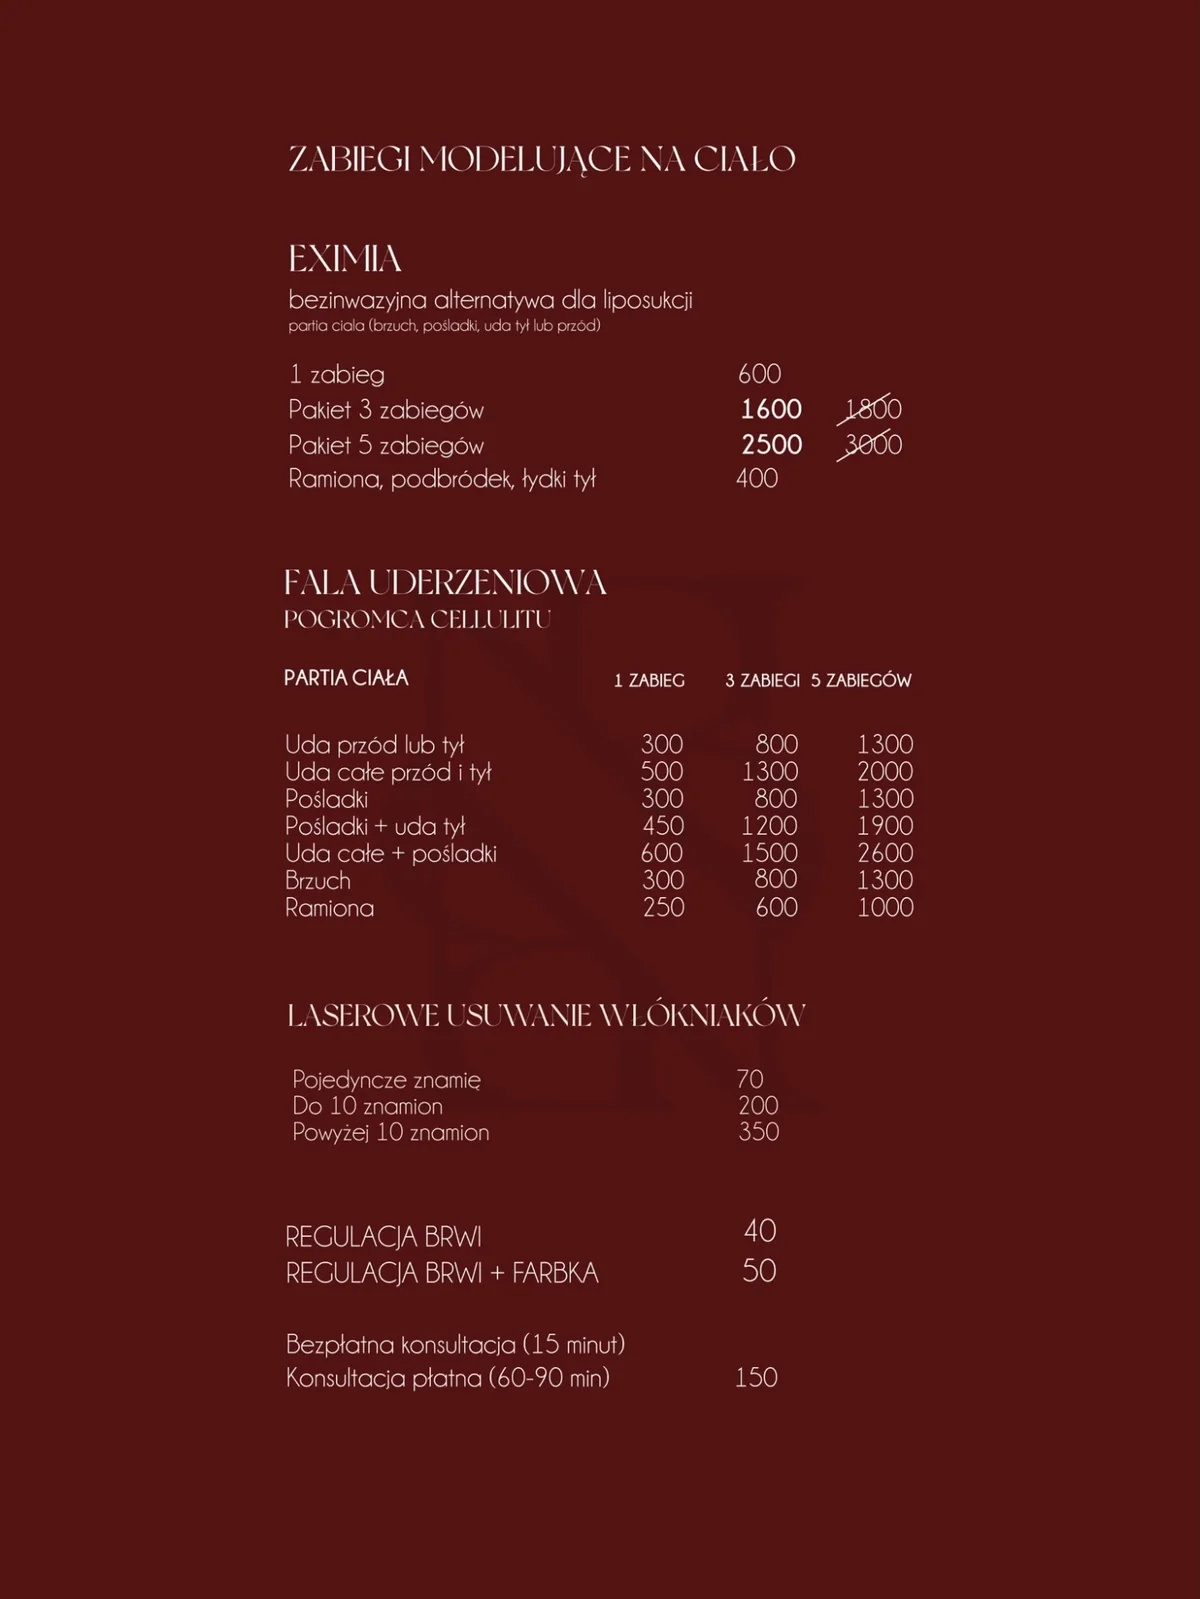 ZABIEGI MODELUJĄCE NA CIAŁO
EXIMIA
bezinwazyjna alternatywa dla liposukcji
partia ciala (brzuch, pośladki, uda tył lub przód)
1 zabieg 600
Pakiet 3 zabiegów 1600 1800
Pakiet 5 zabiegów 2500 3000
Ramiona, podbródek, łydki tył 400
FALA UDERZENIOWA
POGROMCA CELLULITU
PARTIA CIAŁA 1 ZABIEG 3 ZABIEGI 5 ZABIEGÓW
Uda przód lub tył 300 800 1300
Uda całe przód i tył 500 1300 2000
Pośladki 300 800 1300
Pośladki + uda tył 450 1200 1900
Uda całe + pośladki 600 1500 2600
Brzuch 300 800 1300
Ramiona 250 600 1000
LASEROWE USUWANIE WŁÓKNIAKÓW
Pojedyncze znamię 70
Do 10 znamion 200
Powyżej 10 znamion 350
REGULACJA BRWI 40
REGULACJA BRWI + FARBKA 50
Bezpłatna konsultacja (15 minut)
Konsultacja płatna (60-90 min) 150